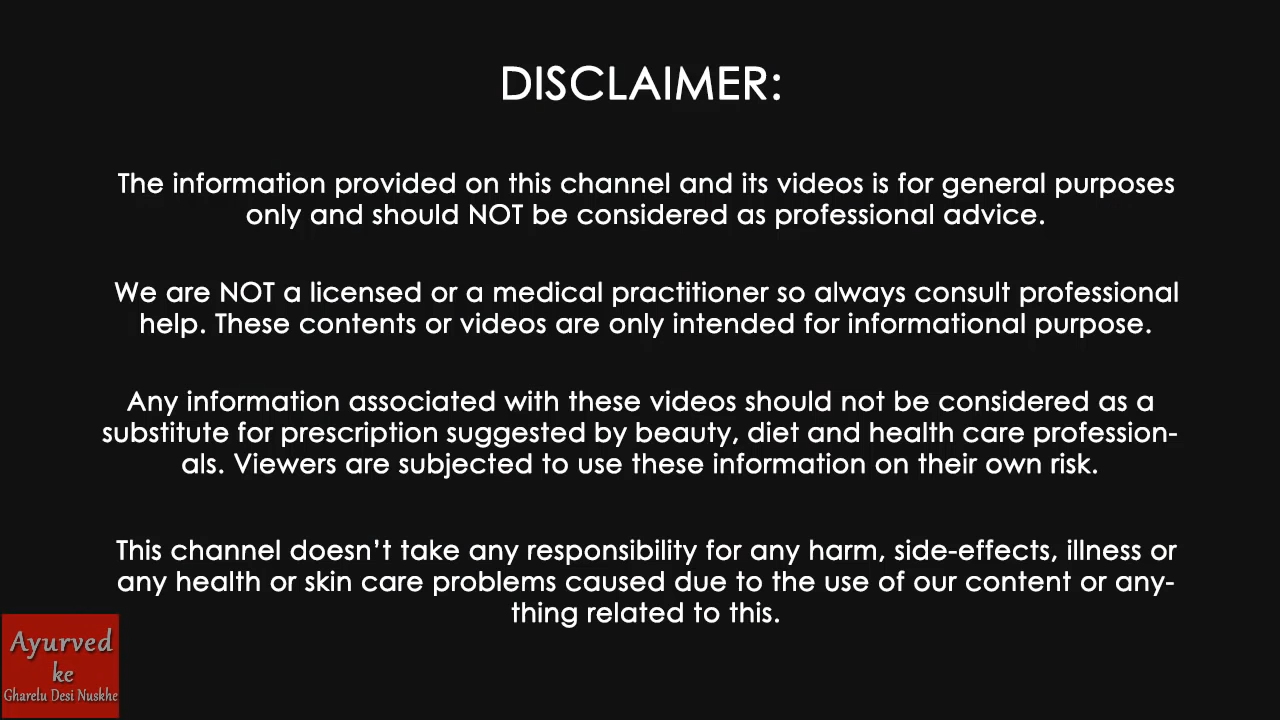 DISCLAIMER:
The information provided on this channel and its videos is for general purposes
only and should NOT be considered as professional advice.
We are NOT a licensed or a medical practitioner so always consult professional
help. These contents or videos are only intended for informational purpose.
Any information associated with these videos should not be considered as a
substitute for prescription suggested by beauty, diet and health care profession-
als. Viewers are subjected to use these information on their own risk.
This channel doesn’t take any responsibility for any harm, side-effects, illness or
any health or skin care problems caused due to the use of our content or any-
thing related to this.
Ayurved
ke
Gharelu Desi Nuskhe